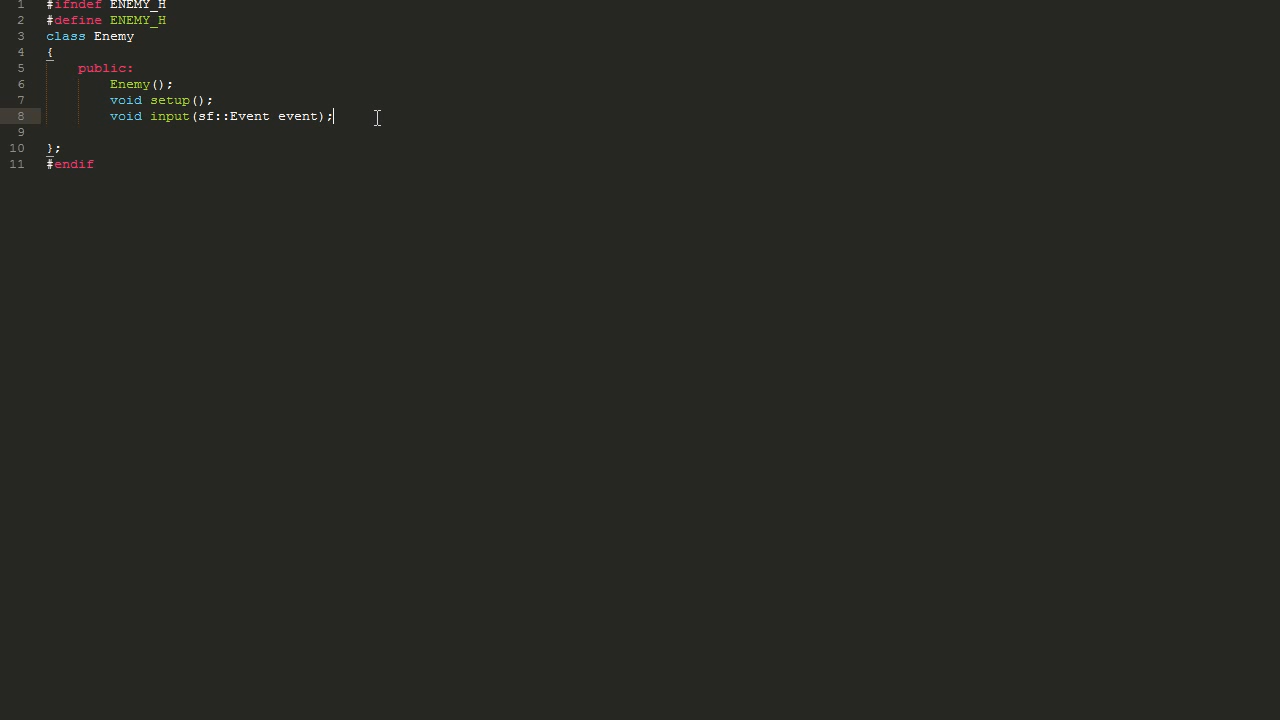 1 #ifndef ENEMY_H
2 #define ENEMY_H
3 class Enemy
4 {
5     public:
6         Enemy();
7         void setup();
8         void input(sf::Event event);
9
10 };
11 #endif